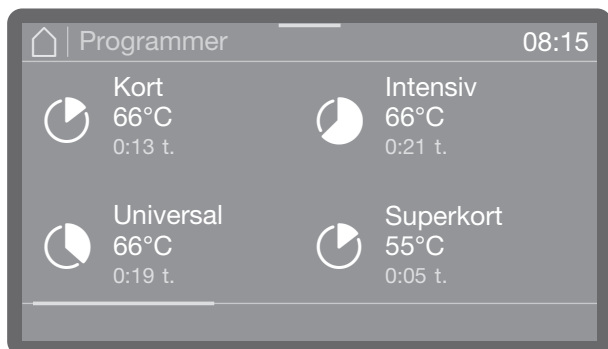 Programmer
08:15
Kort
66°C
0:13 t.
Intensiv
66°C
0:21 t.
Universal
66°C
0:19 t.
Superkort
55°C
0:05 t.